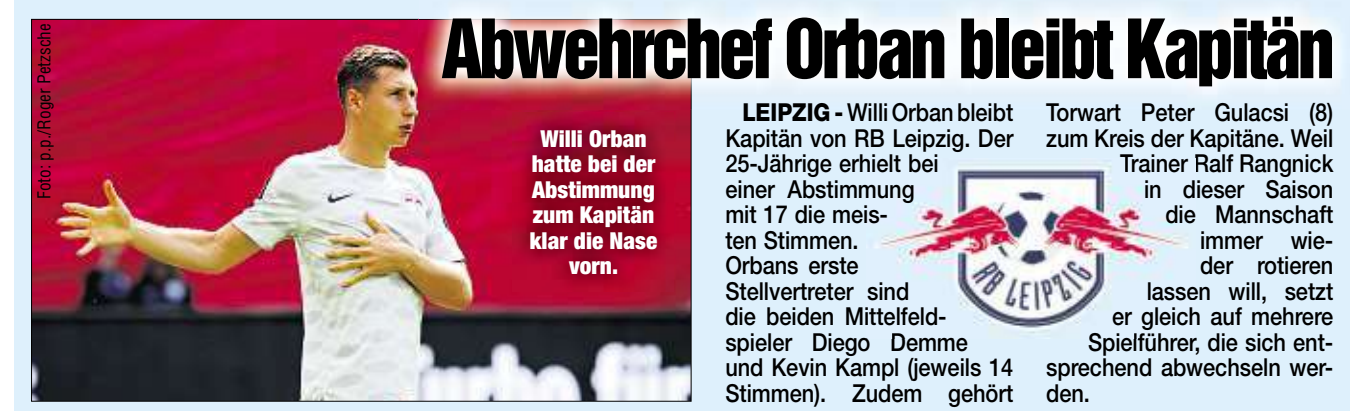 Abwehrchef Orban bleibt Kapitän
Foto: p.p./Roger Petzsche
Willi Orban
hatte bei der
Abstimmung
zum Kapitän
klar die Nase
vorn.
LEIPZIG - Willi Orban bleibt
Kapitän von RB Leipzig. Der
25-Jährige erhielt bei
einer Abstimmung
mit 17 die meis-
ten Stimmen.
Orbans erste
Stellvertreter sind
die beiden Mittelfeld-
spieler Diego Demme
und Kevin Kampl (jeweils 14
Stimmen). Zudem gehört
Torwart Peter Gulacsi (8)
zum Kreis der Kapitäne. Weil
Trainer Ralf Rangnick
in dieser Saison
die Mannschaft
immer wie-
der rotieren
lassen will, setzt
er gleich auf mehrere
Spielführer, die sich ent-
sprechend abwechseln wer-
den.
RB LEIPZIG